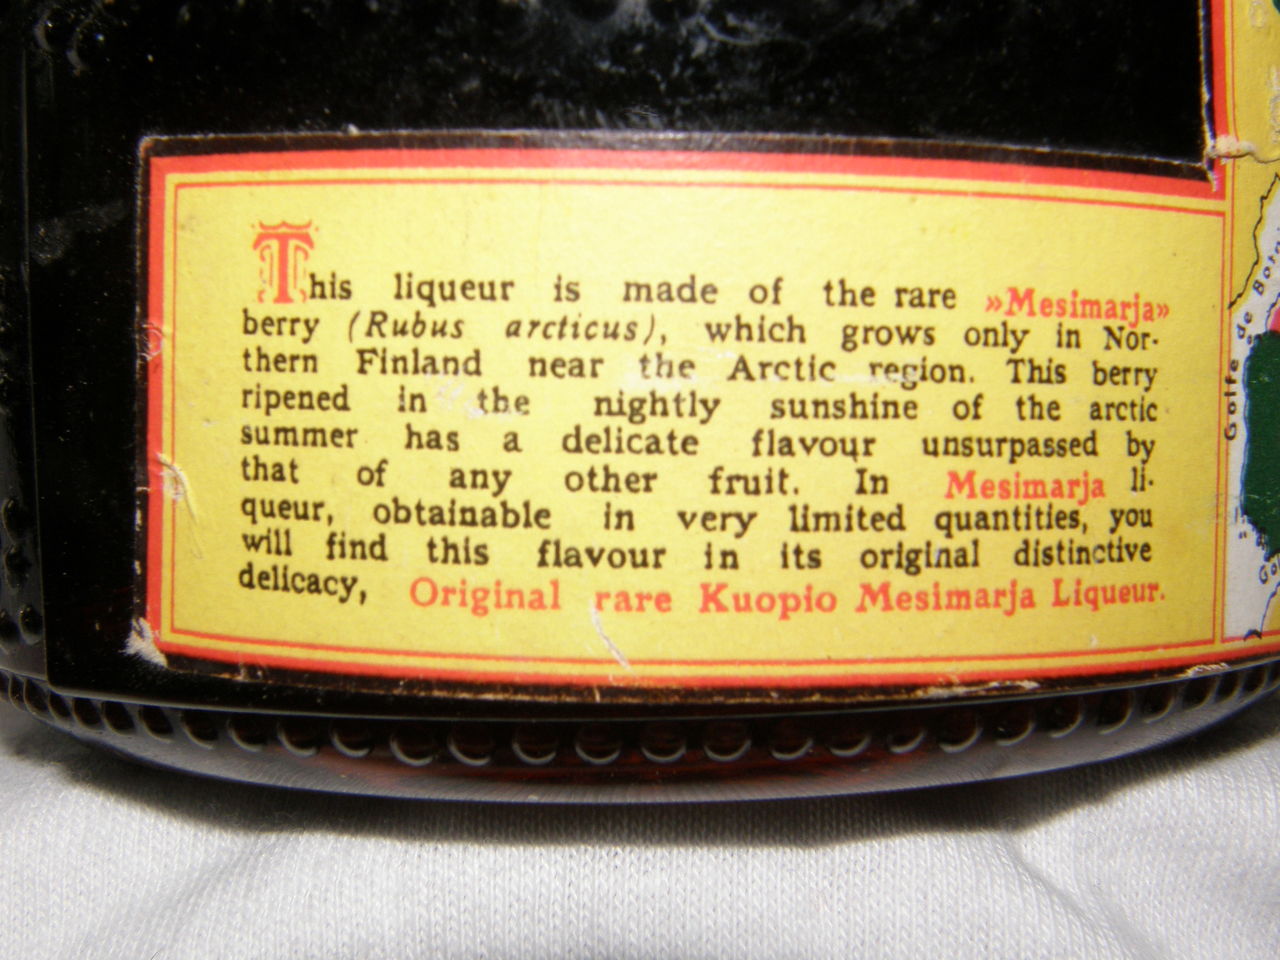 This liqueur is made of the rare »Mesimarja»
berry (Rubus arcticus), which grows only in Nor-
thern Finland near the Arctic region. This berry
ripened in the nightly sunshine of the arctic
summer has a delicate flavour unsurpassed by
that of any other fruit. In Mesimarja li-
queur, obtainable in very limited quantities, you
will find this flavour in its original distinctive
delicacy, Original rare Kuopio Mesimarja Liqueur.
Golfe de